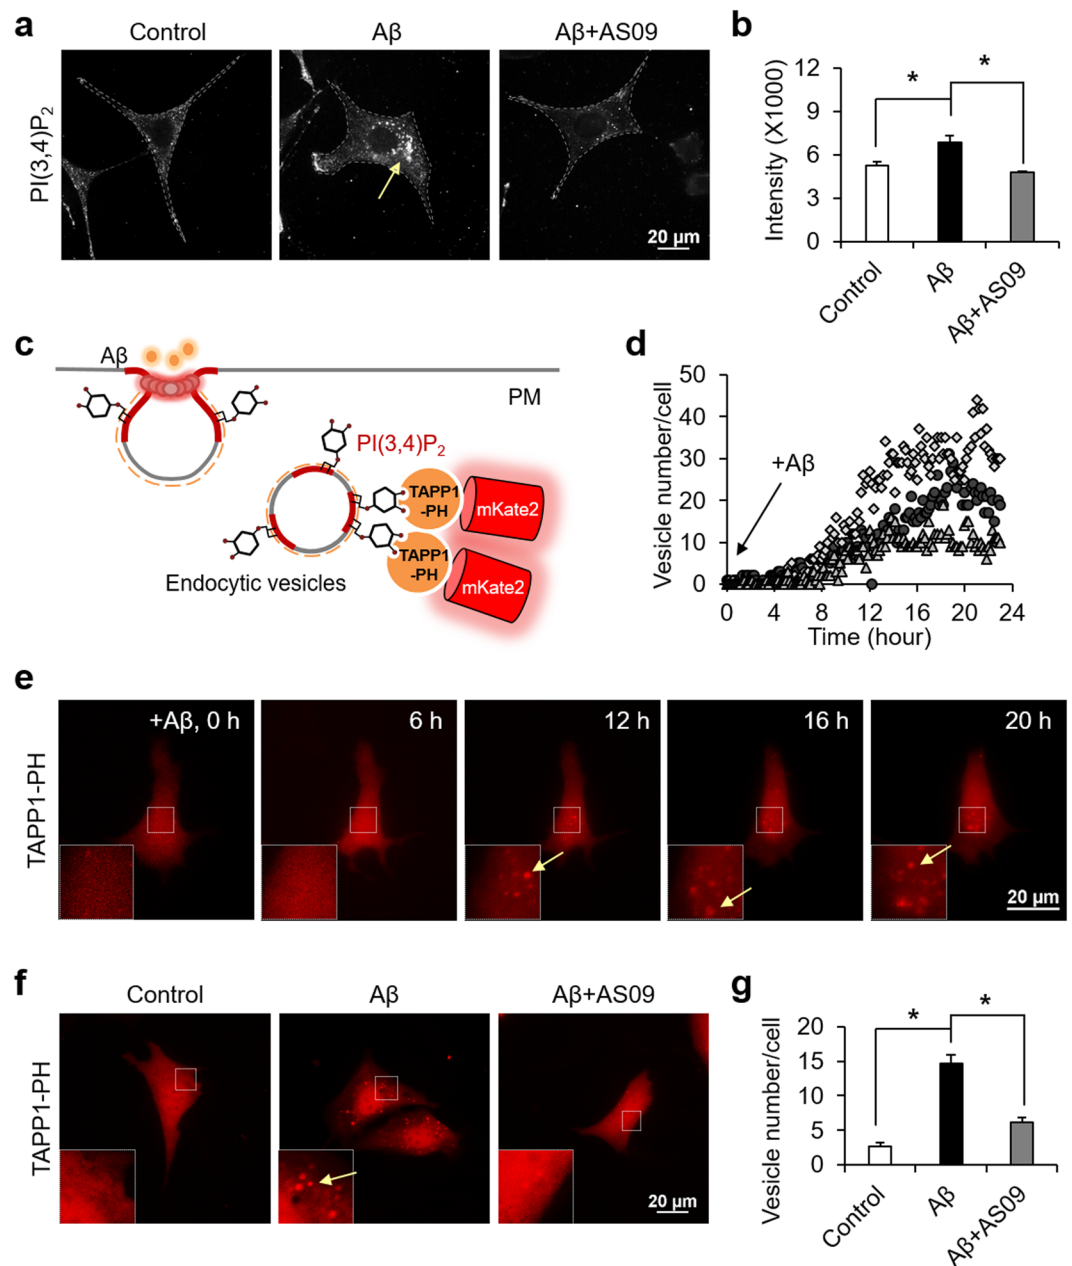 a
Control
Aβ
Aβ+AS09
PI(3,4)P2
20 µm
b
Intensity (X1000)
12
9
6
3
0
*
*
Control
Aβ
Aβ+AS09
c
Aβ
PM
PI(3,4)P2
TAPP1
-PH
mKate2
TAPP1
-PH
mKate2
Endocytic vesicles
d
Vesicle number/cell
50
40
30
20
10
0
+Aβ
0
4
8
12
16
20
24
Time (hour)
e
TAPP1-PH
+Aβ, 0 h
6 h
12 h
16 h
20 h
20 µm
f
Control
Aβ
Aβ+AS09
TAPP1-PH
20 µm
g
Vesicle number/cell
20
15
10
5
0
*
*
Control
Aβ
Aβ+AS09